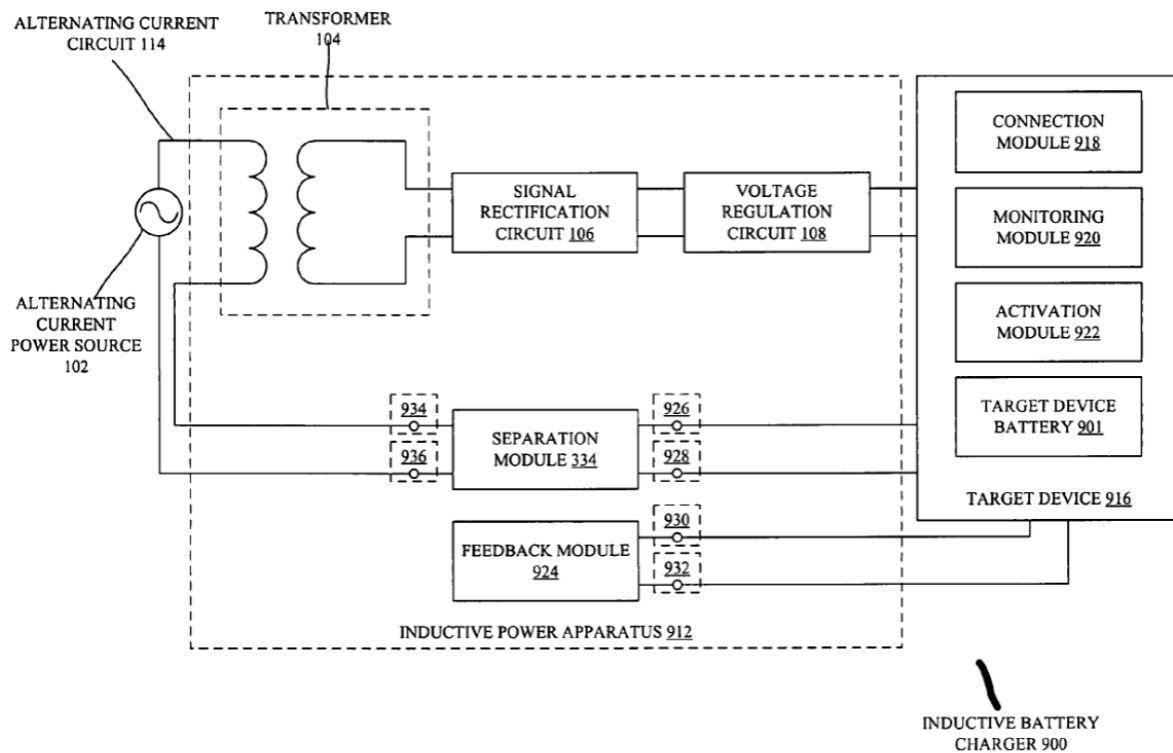 ALTERNATING CURRENT
CIRCUIT 114
TRANSFORMER
104
ALTERNATING
CURRENT
POWER SOURCE
102
SIGNAL
RECTIFICATION
CIRCUIT 106
VOLTAGE
REGULATION
CIRCUIT 108
CONNECTION
MODULE 918
MONITORING
MODULE 920
ACTIVATION
MODULE 922
TARGET DEVICE
BATTERY 901
TARGET DEVICE 916
934
936
SEPARATION
MODULE 334
926
928
FEEDBACK MODULE
924
930
932
INDUCTIVE POWER APPARATUS 912
INDUCTIVE BATTERY
CHARGER 900